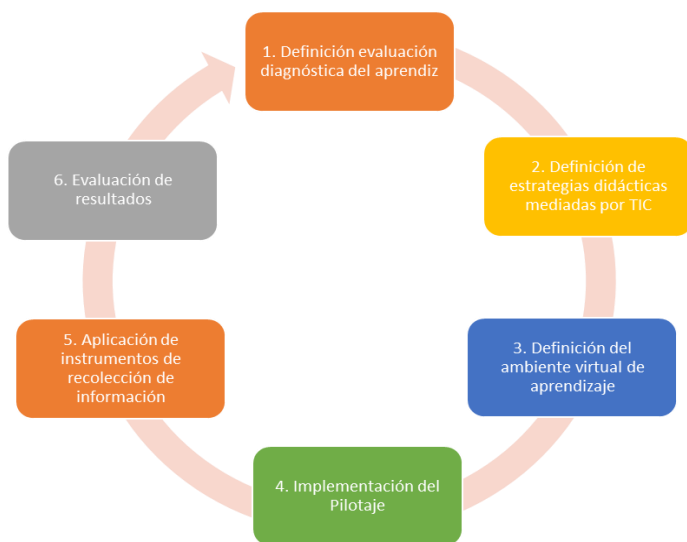 1. Definición evaluación
diagnóstica del aprendiz
2. Definición de
estrategias didácticas
mediadas por TIC
3. Definición del
ambiente virtual de
aprendizaje
4. Implementación del
Pilotaje
5. Aplicación de
instrumentos de
recolección de
información
6. Evaluación de
resultados